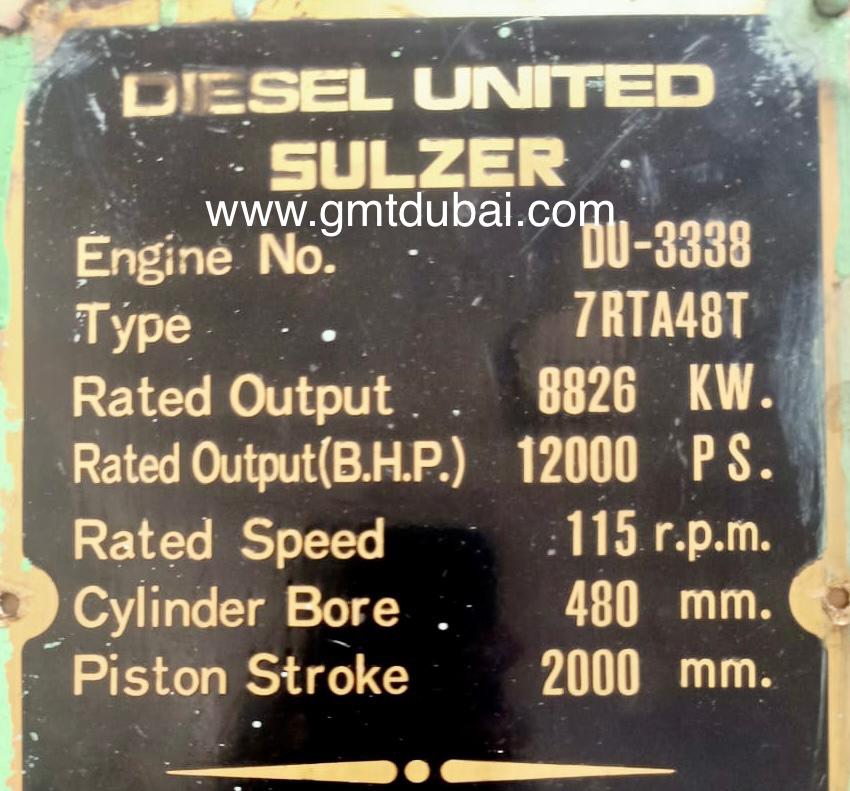 DIESEL UNITED
SULZER
www.gmtdubai.com
Engine No. DU-3338
Type 7RTA48T
Rated Output 8826 KW.
Rated Output(B.H.P.) 12000 PS.
Rated Speed 115 r.p.m.
Cylinder Bore 480 mm.
Piston Stroke 2000 mm.